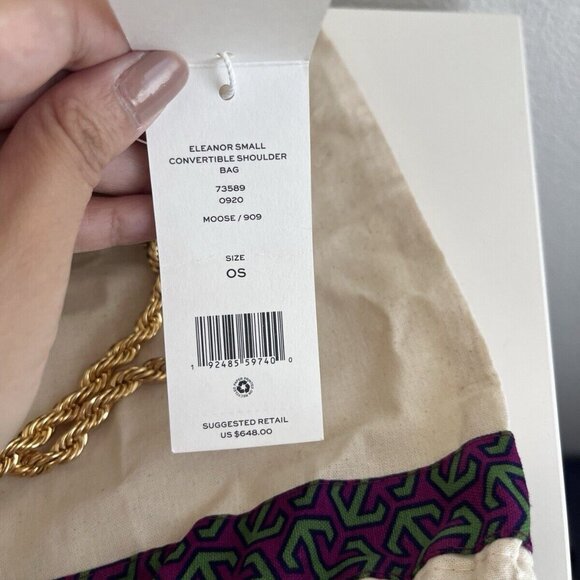 ELEANOR SMALL
CONVERTIBLE SHOULDER
BAG
73589
0920
MOOSE / 909
SIZE
OS
1 92485 59740 0
SUGGESTED RETAIL
US $648.00